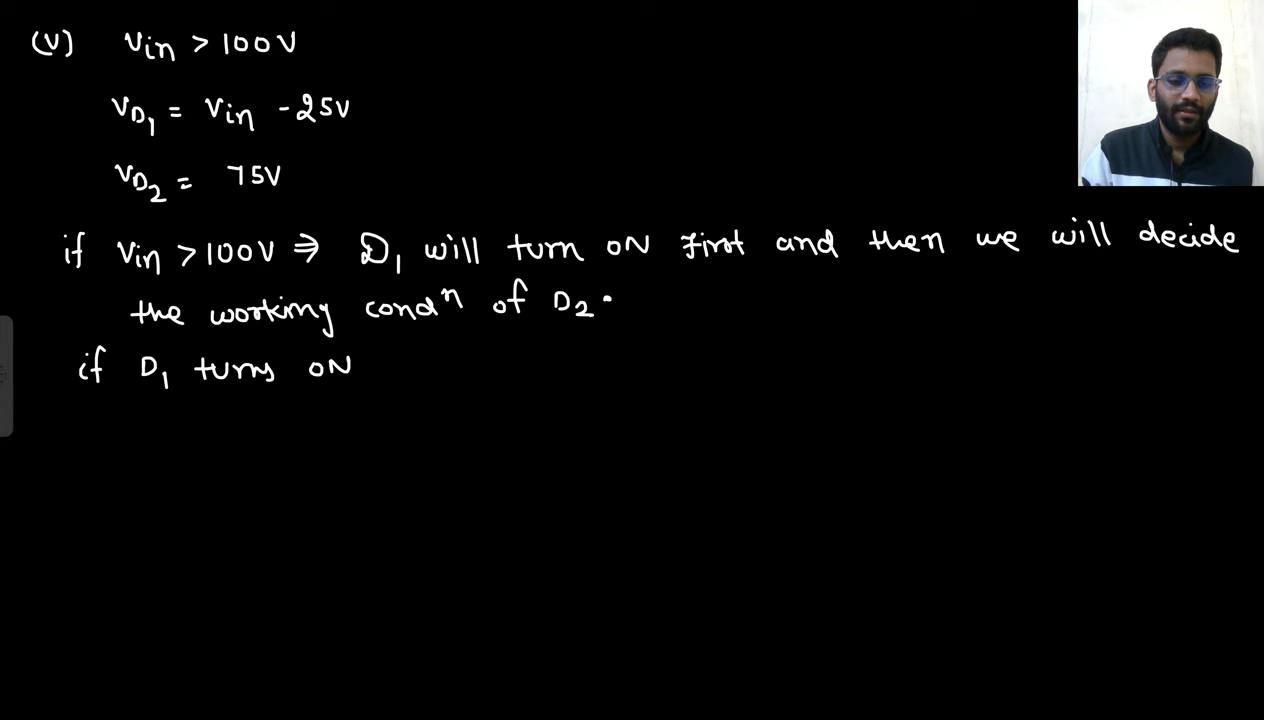 (V) Vin > 100V
VD1 = Vin - 25V
VD2 = 75V
if Vin > 100V ⇒ D1 will turn ON First and then we will decide
the working condⁿ of D2.
if D1 turns ON